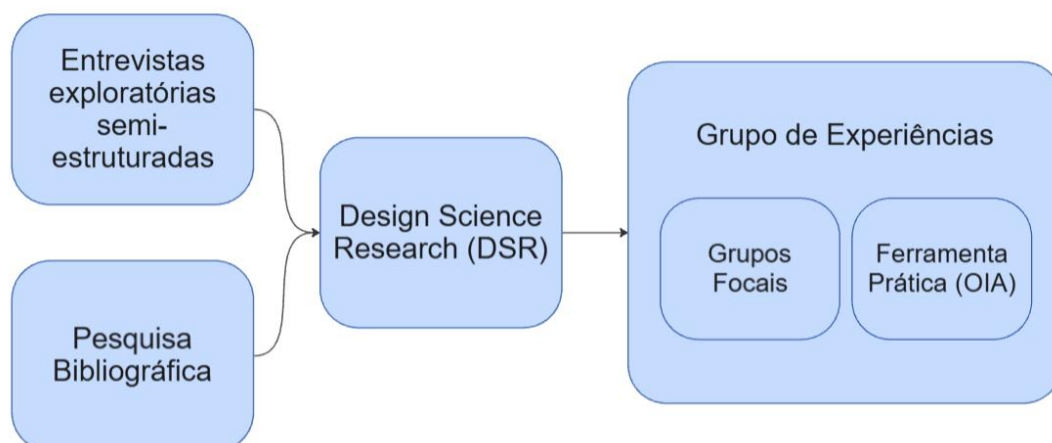 Entrevistas
exploratórias
semi-
estruturadas
Pesquisa
Bibliográfica
Design Science
Research (DSR)
Grupo de Experiências
Grupos
Focais
Ferramenta
Prática (OIA)